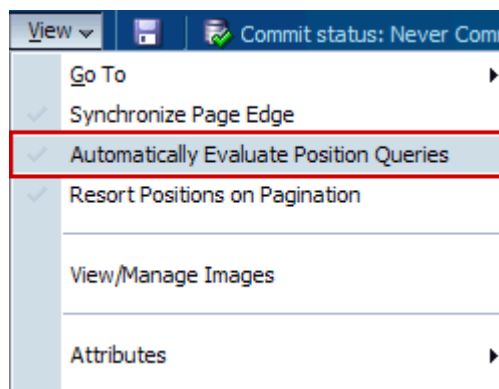 View Commit status: Never Com
Go To
Synchronize Page Edge
Automatically Evaluate Position Queries
Resort Positions on Pagination
View/Manage Images
Attributes